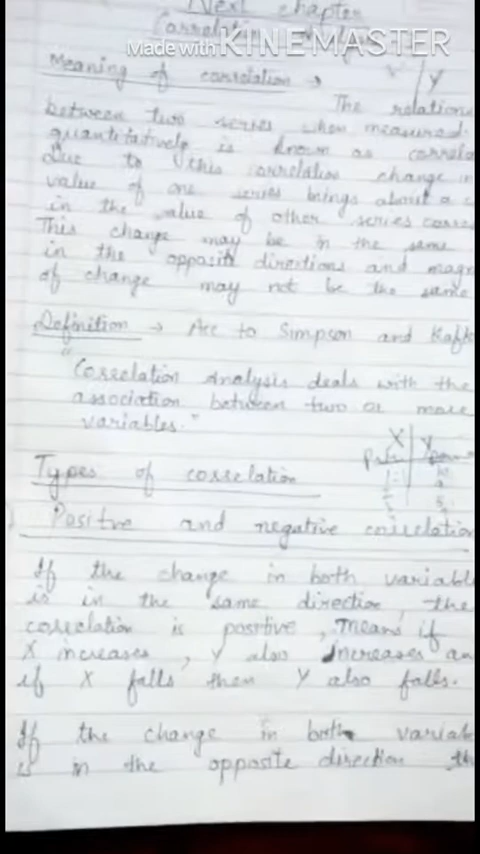 Next chapter
Correlation
Made with KINEMASTER
Y
Meaning of correlation →
The relation
between two series when measured
quantitatively is known as correla
Due to this correlation change in
value of one series brings about a c
in the value of other series corres
This change may be in the same
in the opposite directions and magn
of change may not be the same
Definition → Acc to Simpson and Kafk
"Correlation Analysis deals with the
association between two or more
variables."
X Y
Types of correlation
Positive and negative correlation
If the change in both variabl
is in the same direction, the
correlation is positive, means if
X increases, Y also Increases an
if X falls then Y also falls.
If the change in both variab
is in the opposite direction th